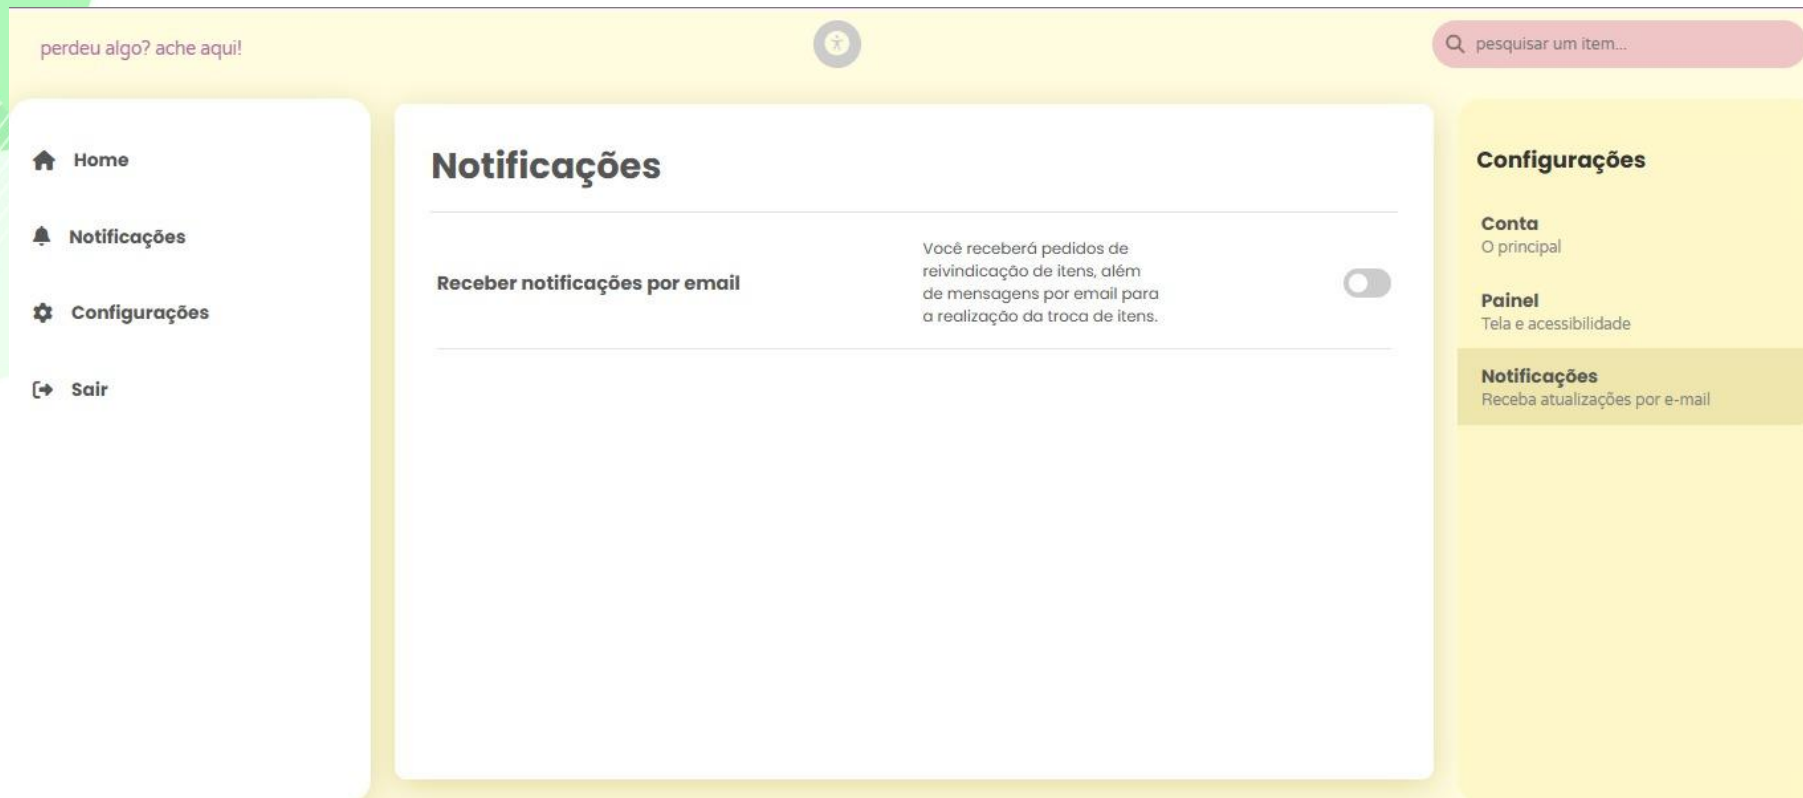 perdeu algo? ache aqui!
pesquisar um item...
Home
Notificações
Configurações
Sair
Notificações
Receber notificações por email
Você receberá pedidos de
reivindicação de itens, além
de mensagens por email para
a realização da troca de itens.
Configurações
Conta
O principal
Painel
Tela e acessibilidade
Notificações
Receba atualizações por e-mail